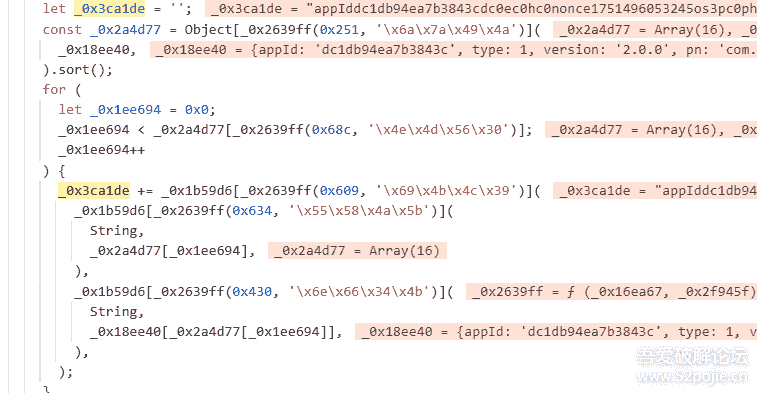 let _0x3ca1de = ''; _0x3ca1de = "appIddc1db94ea7b3843cdc0ec0hc0nonce1751496053245os3pc0ph
const _0x2a4d77 = Object[_0x2639ff(0x251, '\x6a\x7a\x49\x4a')]( _0x2a4d77 = Array(16), _0
_0x18ee40, _0x18ee40 = {appId: 'dc1db94ea7b3843c', type: 1, version: '2.0.0', pn: 'com.
).sort();
for (
let _0x1ee694 = 0x0;
_0x1ee694 < _0x2a4d77[_0x2639ff(0x68c, '\x4e\x4d\x56\x30')]; _0x2a4d77 = Array(16), _0x
_0x1ee694++
) {
_0x3ca1de += _0x1b59d6[_0x2639ff(0x609, '\x69\x4b\x4c\x39')]( _0x3ca1de = "appIddc1db94
_0x1b59d6[_0x2639ff(0x634, '\x55\x58\x4a\x5b')](
String,
_0x2a4d77[_0x1ee694], _0x2a4d77 = Array(16)
),
_0x1b59d6[_0x2639ff(0x430, '\x6e\x66\x34\x4b')]( _0x2639ff = ƒ (_0x16ea67, _0x2f945f)
String,
_0x18ee40[_0x2a4d77[_0x1ee694]], _0x18ee40 = {appId: 'dc1db94ea7b3843c', type: 1, v
),
);
}
吾爱破解论坛
www.52pojie.cn